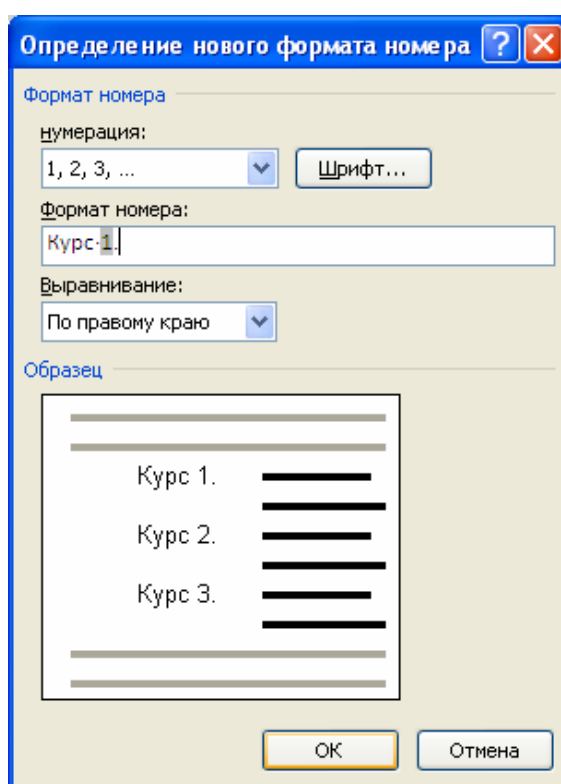 Определение нового формата номера
Формат номера
нумерация:
1, 2, 3, ...
Шрифт...
Формат номера:
Курс·1.
Выравнивание:
По правому краю
Образец
Курс 1.
Курс 2.
Курс 3.
ОК Отмена